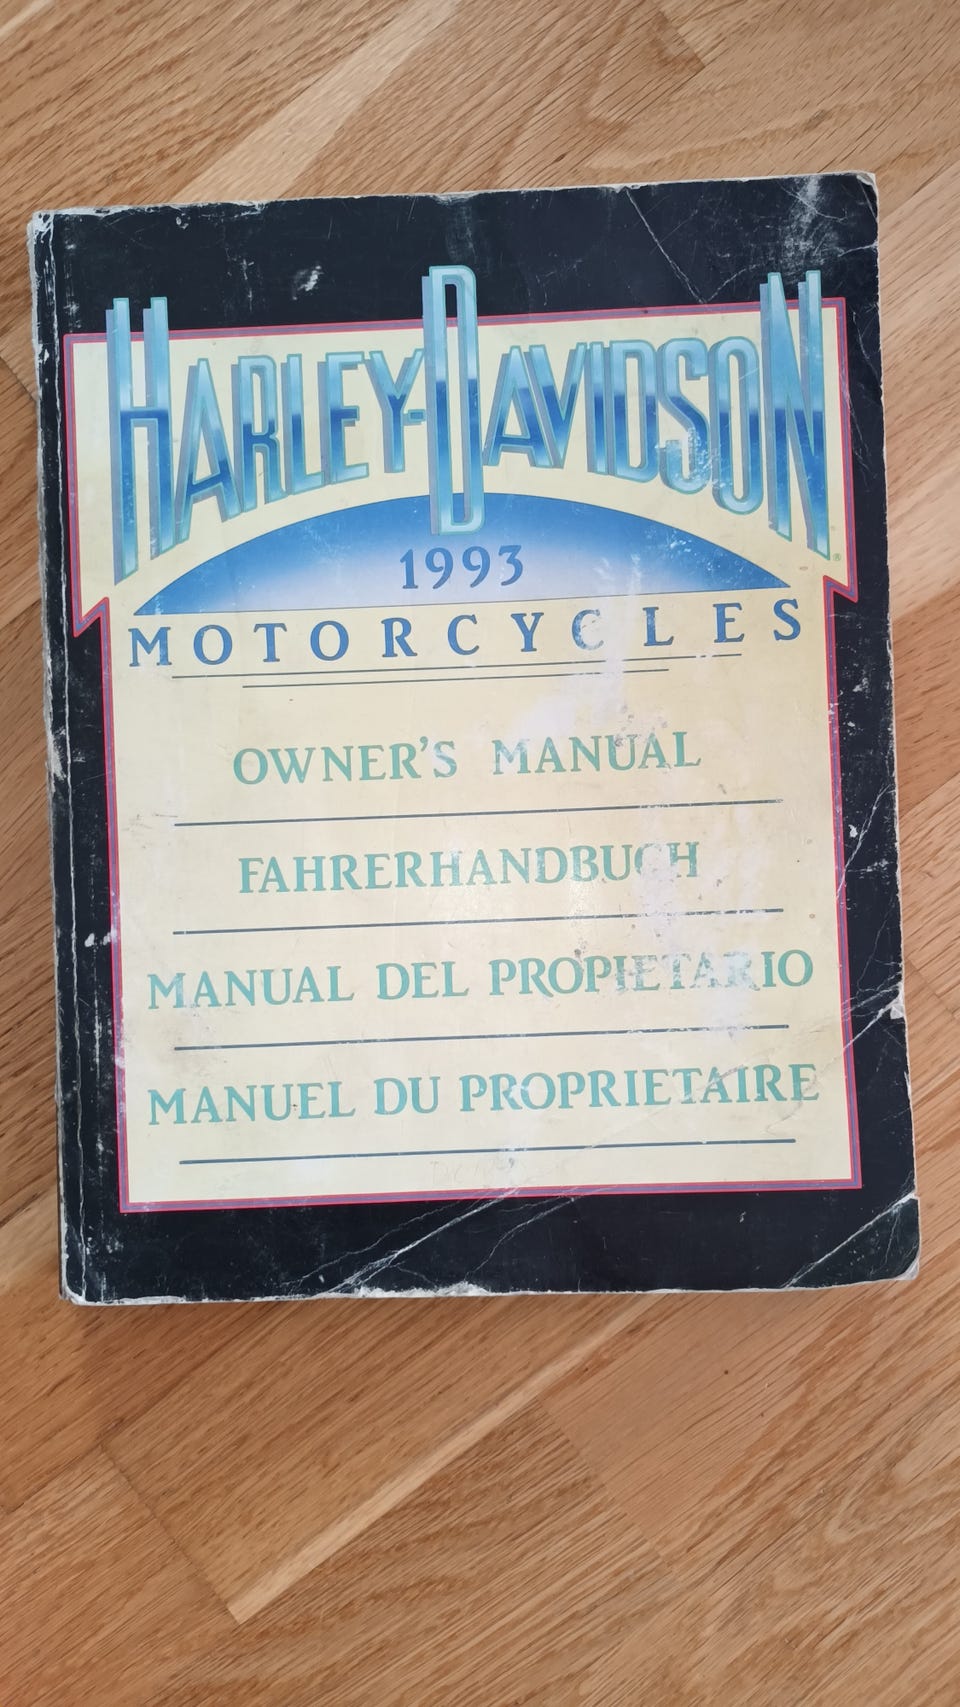 HARLEY-DAVIDSON
1993
MOTORCYCLES
OWNER'S MANUAL
FAHRERHANDBUCH
MANUAL DEL PROPIETARIO
MANUEL DU PROPRIETAIRE